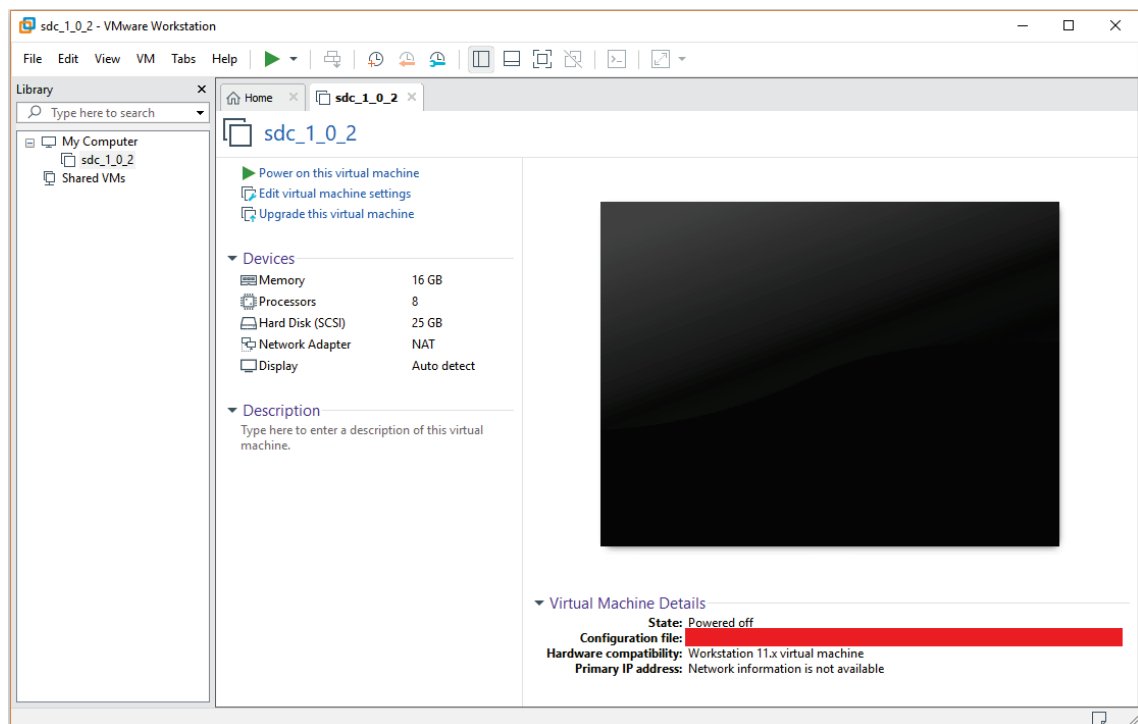 sdc_1_0_2 - VMware Workstation
File Edit View VM Tabs Help
Library
Type here to search
My Computer
sdc_1_0_2
Shared VMs
Home sdc_1_0_2
sdc_1_0_2
Power on this virtual machine
Edit virtual machine settings
Upgrade this virtual machine
Devices
Memory 16 GB
Processors 8
Hard Disk (SCSI) 25 GB
Network Adapter NAT
Display Auto detect
Description
Type here to enter a description of this virtual
machine.
Virtual Machine Details
State: Powered off
Configuration file:
Hardware compatibility: Workstation 11.x virtual machine
Primary IP address: Network information is not available